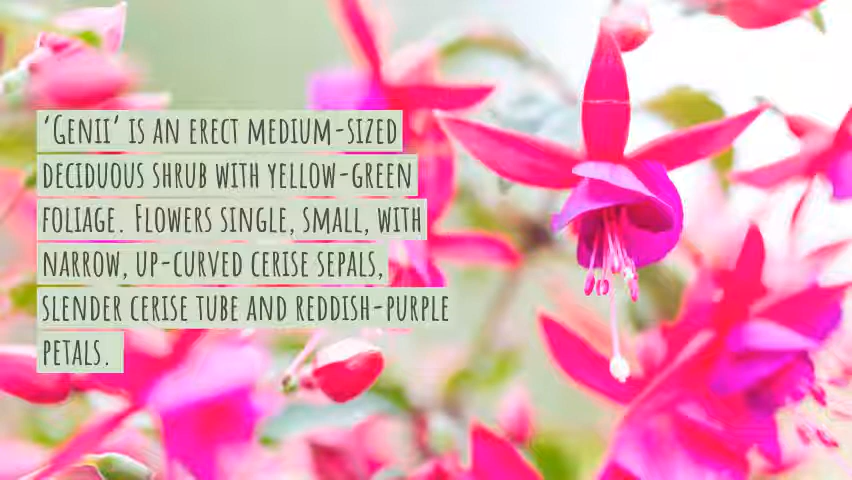 ‘Genii’ is an erect medium-sized
deciduous shrub with yellow-green
foliage. Flowers single, small, with
narrow, up-curved cerise sepals,
slender cerise tube and reddish-purple
petals.